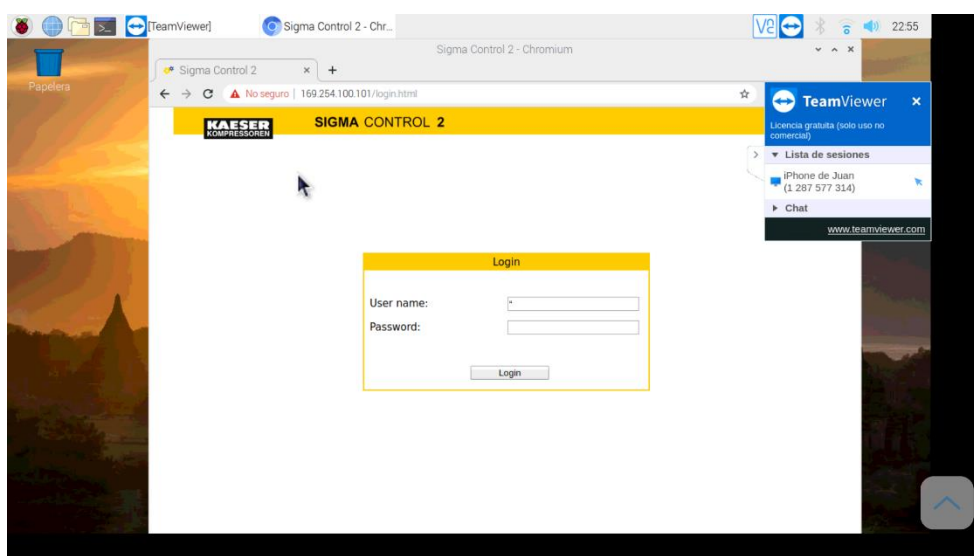 [TeamViewer]
Sigma Control 2 - Chr...
V2
22:55
Papelera
Sigma Control 2 - Chromium
Sigma Control 2
No seguro | 169.254.100.101/login.html
KAESER
KOMPRESSOREN
SIGMA CONTROL 2
TeamViewer
Licencia gratuita (solo uso no
comercial)
Lista de sesiones
iPhone de Juan
(1 287 577 314)
Chat
www.teamviewer.com
Login
User name:
"
Password:
Login